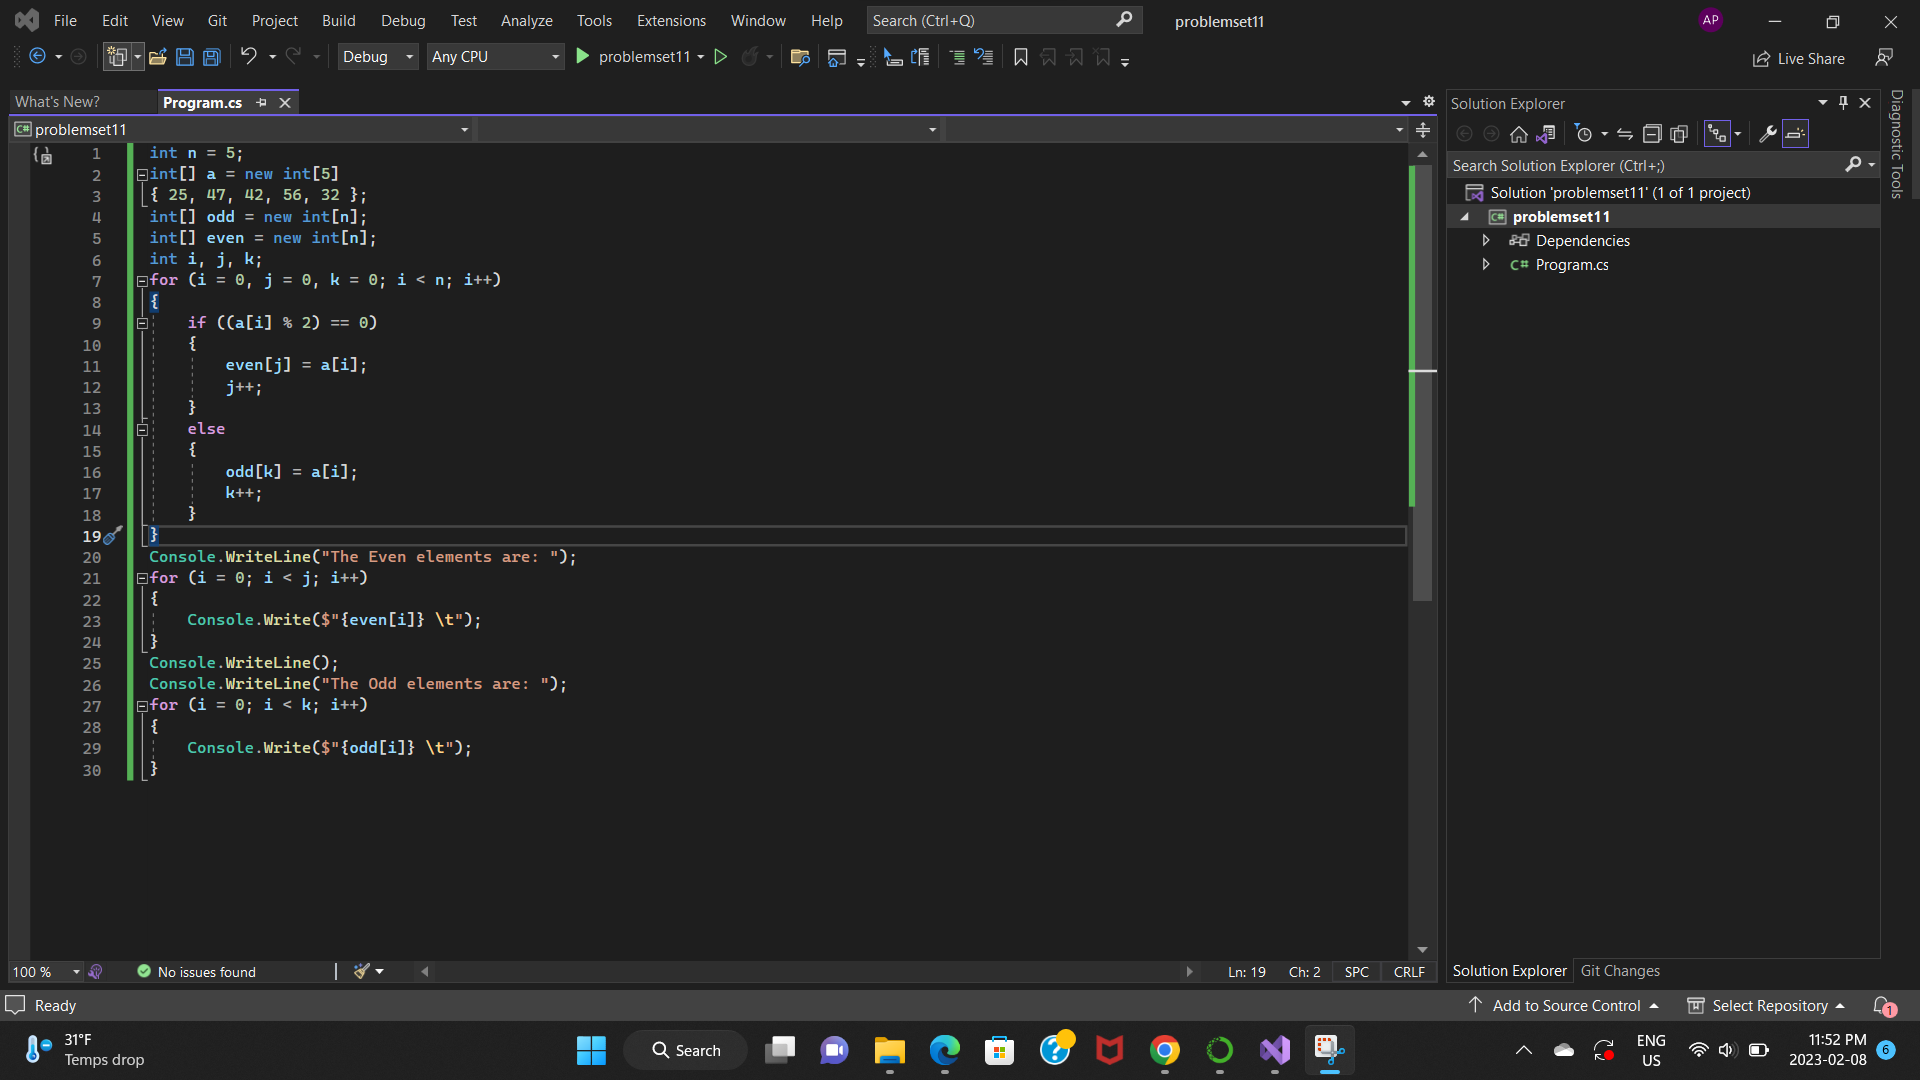 File Edit View Git Project Build Debug Test Analyze Tools Extensions Window Help Search (Ctrl+Q) problemset11 AP
Debug Any CPU problemset11 Live Share
What's New? Program.cs
problemset11
1 int n = 5;
2 int[] a = new int[5]
3 { 25, 47, 42, 56, 32 };
4 int[] odd = new int[n];
5 int[] even = new int[n];
6 int i, j, k;
7 for (i = 0, j = 0, k = 0; i < n; i++)
8 {
9 if ((a[i] % 2) == 0)
10 {
11 even[j] = a[i];
12 j++;
13 }
14 else
15 {
16 odd[k] = a[i];
17 k++;
18 }
19 }
20 Console.WriteLine("The Even elements are: ");
21 for (i = 0; i < j; i++)
22 {
23 Console.Write($"{even[i]} \t");
24 }
25 Console.WriteLine();
26 Console.WriteLine("The Odd elements are: ");
27 for (i = 0; i < k; i++)
28 {
29 Console.Write($"{odd[i]} \t");
30 }
100 % No issues found Ln: 19 Ch: 2 SPC CRLF
Solution Explorer
Search Solution Explorer (Ctrl+;)
Solution 'problemset11' (1 of 1 project)
C# problemset11
Dependencies
C# Program.cs
Solution Explorer Git Changes
Diagnostic Tools
Ready Add to Source Control Select Repository 1
31°F
Temps drop
Search
ENG
US
11:52 PM
2023-02-08
6